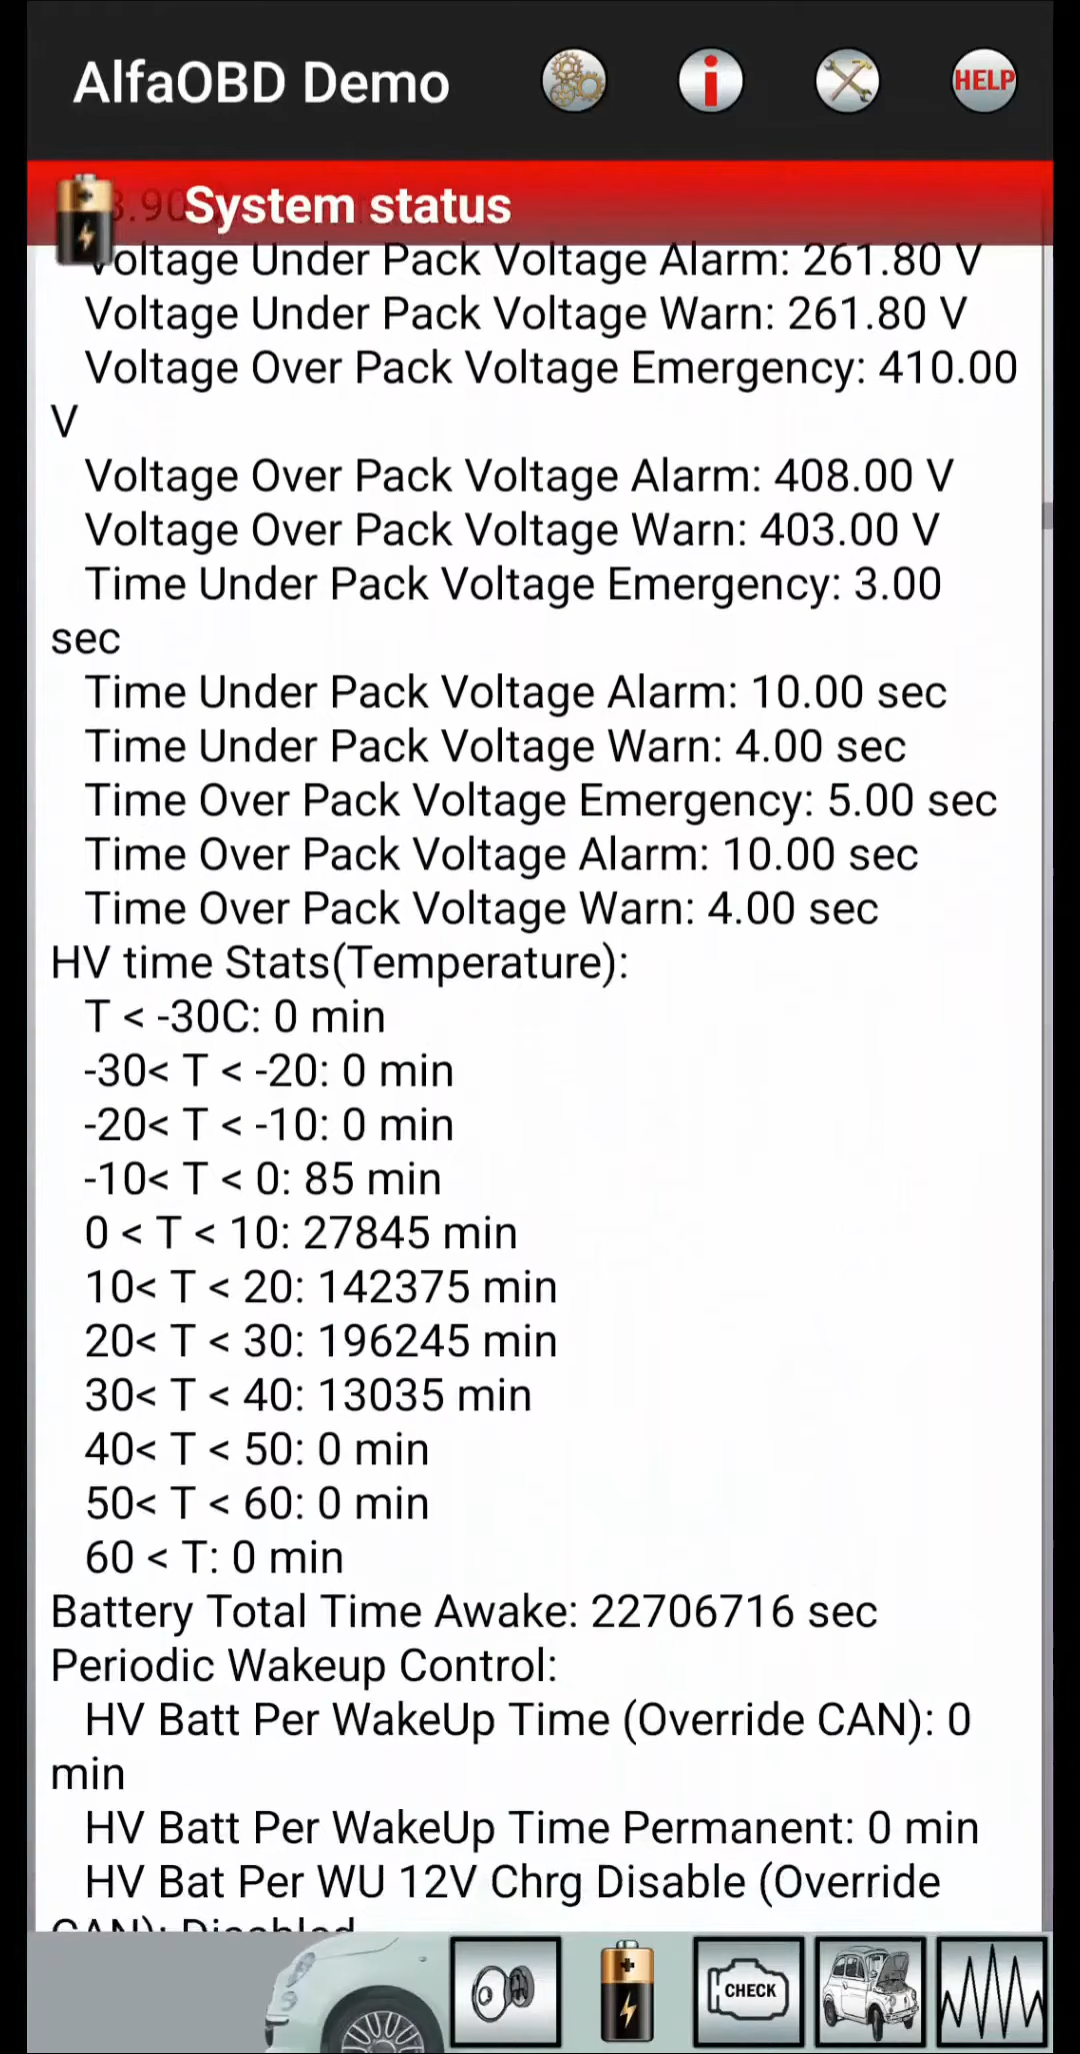 AlfaOBD Demo
HELP
System status
Voltage Under Pack Voltage Alarm: 261.80 V
Voltage Under Pack Voltage Warn: 261.80 V
Voltage Over Pack Voltage Emergency: 410.00
V
Voltage Over Pack Voltage Alarm: 408.00 V
Voltage Over Pack Voltage Warn: 403.00 V
Time Under Pack Voltage Emergency: 3.00
sec
Time Under Pack Voltage Alarm: 10.00 sec
Time Under Pack Voltage Warn: 4.00 sec
Time Over Pack Voltage Emergency: 5.00 sec
Time Over Pack Voltage Alarm: 10.00 sec
Time Over Pack Voltage Warn: 4.00 sec
HV time Stats(Temperature):
T < -30C: 0 min
-30< T < -20: 0 min
-20< T < -10: 0 min
-10< T < 0: 85 min
0 < T < 10: 27845 min
10< T < 20: 142375 min
20< T < 30: 196245 min
30< T < 40: 13035 min
40< T < 50: 0 min
50< T < 60: 0 min
60 < T: 0 min
Battery Total Time Awake: 22706716 sec
Periodic Wakeup Control:
HV Batt Per WakeUp Time (Override CAN): 0
min
HV Batt Per WakeUp Time Permanent: 0 min
HV Bat Per WU 12V Chrg Disable (Override
CAN): Disabled
CHECK